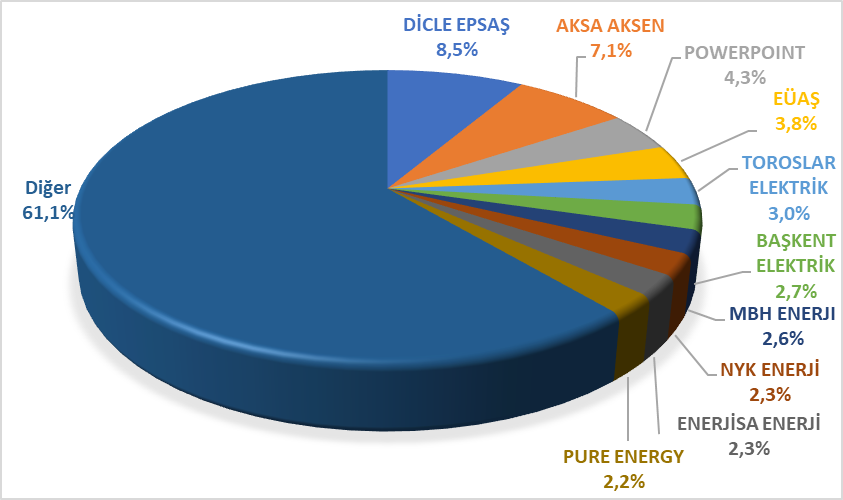 DİCLE EPSAŞ
8,5%
AKSA AKSEN
7,1%
POWERPOINT
4,3%
EÜAŞ
3,8%
TOROSLAR
ELEKTRİK
3,0%
BAŞKENT
ELEKTRİK
2,7%
MBH ENERJI
2,6%
NYK ENERJİ
2,3%
ENERJİSA ENERJİ
2,3%
PURE ENERGY
2,2%
Diğer
61,1%